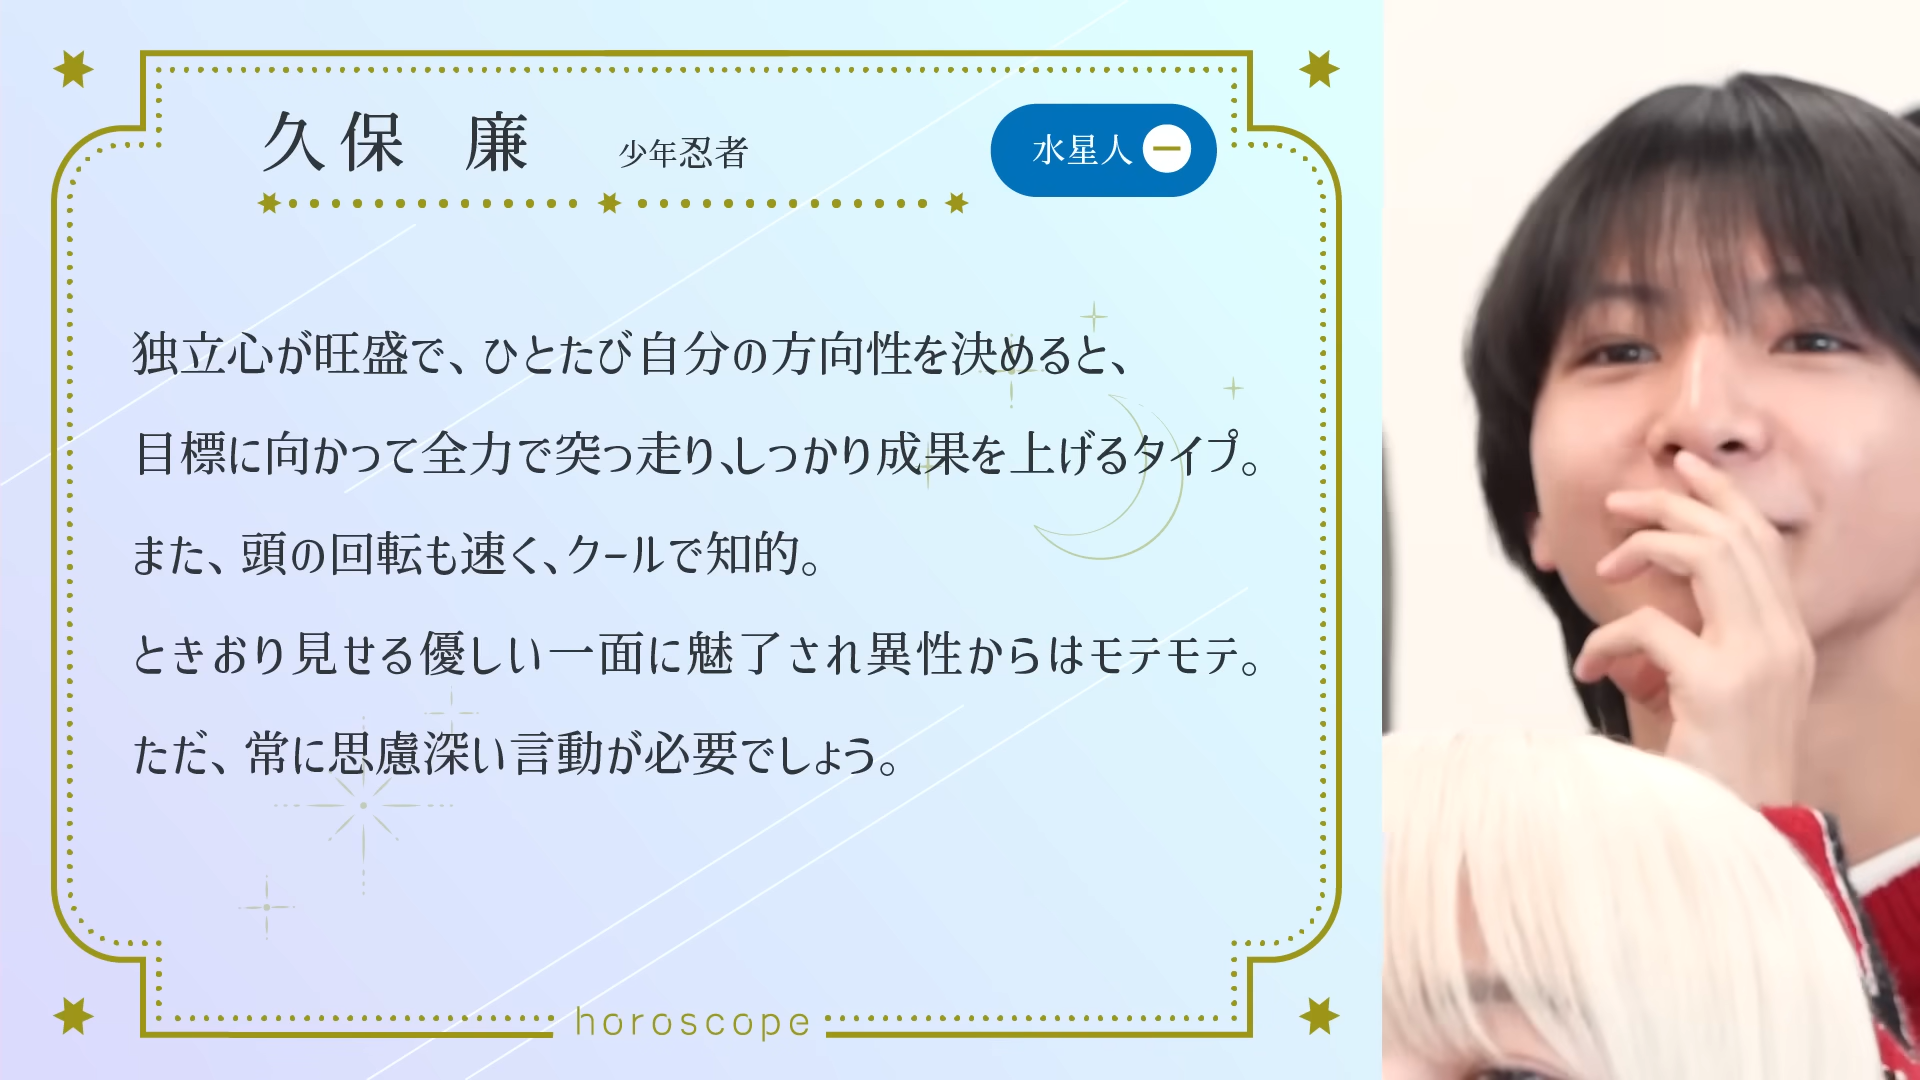 久保 廉 少年忍者 水星人 −
独立心が旺盛で、ひとたび自分の方向性を決めると、
目標に向かって全力で突っ走り、しっかり成果を上げるタイプ。
また、頭の回転も速く、クールで知的。
ときおり見せる優しい一面に魅了され異性からはモテモテ。
ただ、常に思慮深い言動が必要でしょう。
horoscope